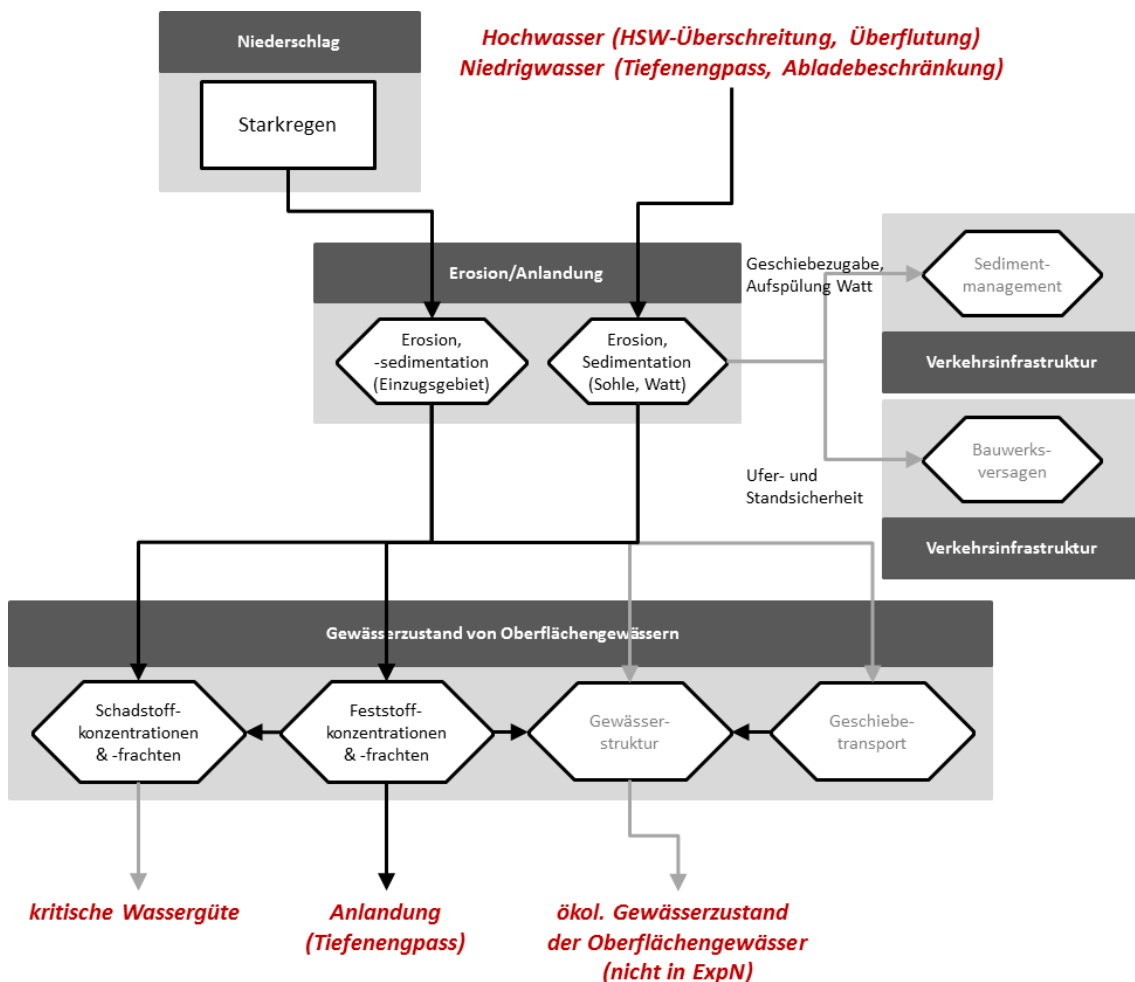 Niederschlag
Starkregen
Hochwasser (HSW-Überschreitung, Überflutung)
Niedrigwasser (Tiefenengpass, Abladebeschränkung)
Erosion/Anlandung
Erosion,
-sedimentation
(Einzugsgebiet)
Erosion,
Sedimentation
(Sohle, Watt)
Geschiebezugabe,
Aufspülung Watt
Sediment-
management
Verkehrsinfrastruktur
Ufer- und
Standsicherheit
Bauwerks-
versagen
Verkehrsinfrastruktur
Gewässerzustand von Oberflächengewässern
Schadstoff-
konzentrationen
& -frachten
Feststoff-
konzentrationen
& -frachten
Gewässer-
struktur
Geschiebe-
transport
kritische Wassergüte
Anlandung
(Tiefenengpass)
ökol. Gewässerzustand
der Oberflächengewässer
(nicht in ExpN)